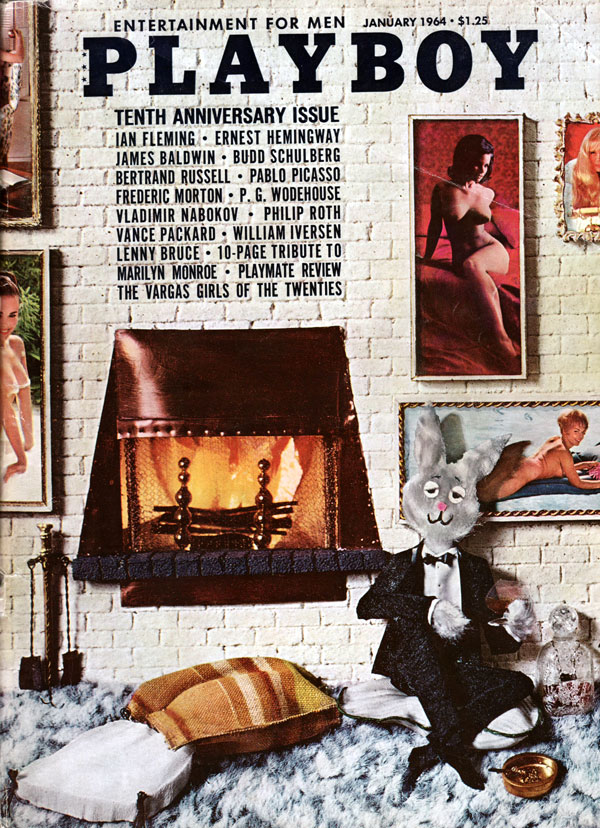 ENTERTAINMENT FOR MEN JANUARY 1964 • $1.25
PLAYBOY
TENTH ANNIVERSARY ISSUE
IAN FLEMING • ERNEST HEMINGWAY
JAMES BALDWIN • BUDD SCHULBERG
BERTRAND RUSSELL • PABLO PICASSO
FREDERIC MORTON • P. G. WODEHOUSE
VLADIMIR NABOKOV • PHILIP ROTH
VANCE PACKARD • WILLIAM IVERSEN
LENNY BRUCE • 10-PAGE TRIBUTE TO
MARILYN MONROE • PLAYMATE REVIEW
THE VARGAS GIRLS OF THE TWENTIES